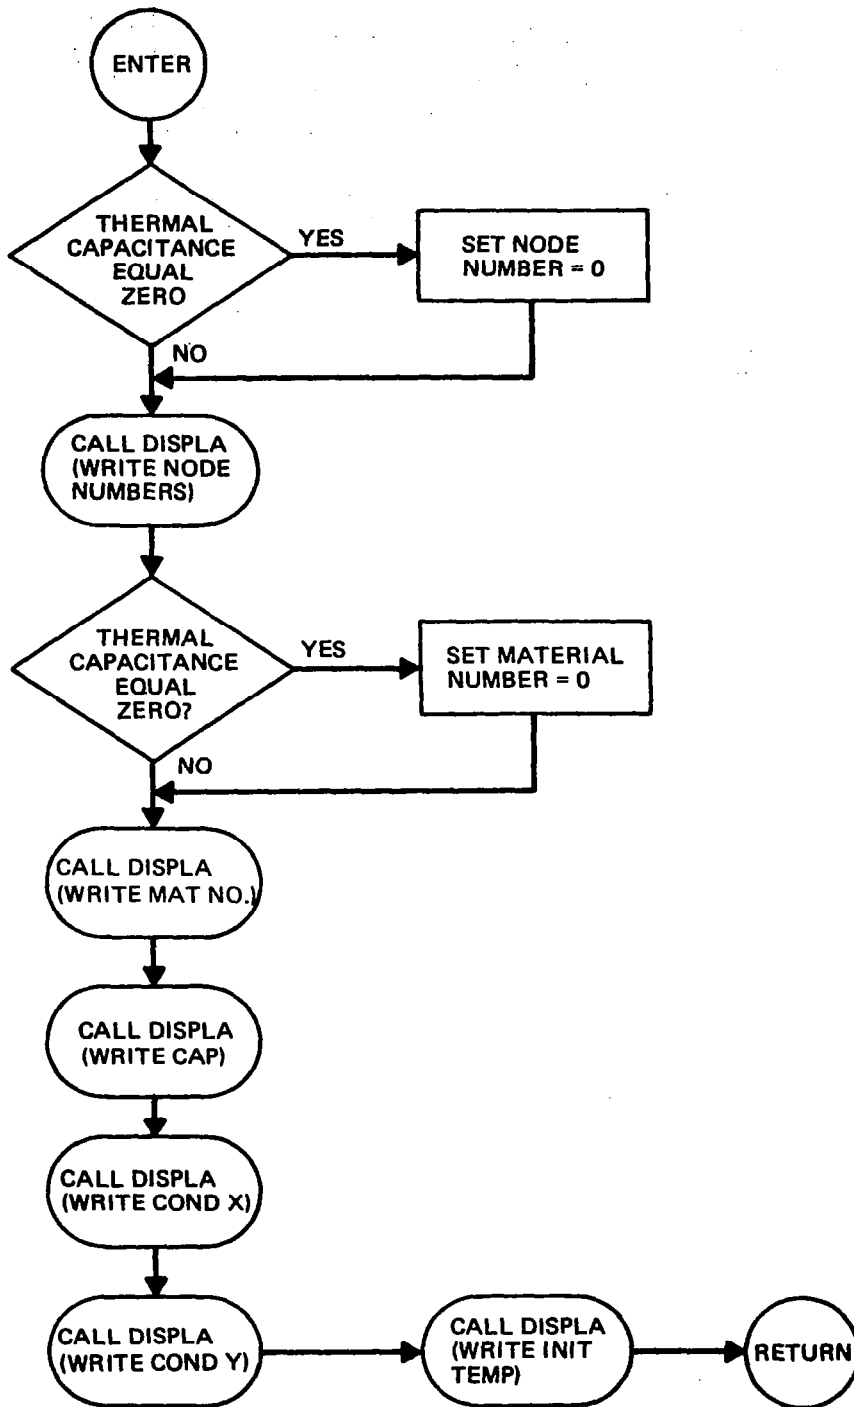 ENTER
THERMAL
CAPACITANCE
EQUAL
ZERO
YES
SET NODE
NUMBER = 0
NO
CALL DISPLA
(WRITE NODE
NUMBERS)
THERMAL
CAPACITANCE
EQUAL
ZERO?
YES
SET MATERIAL
NUMBER = 0
NO
CALL DISPLA
(WRITE MAT NO.)
CALL DISPLA
(WRITE CAP)
CALL DISPLA
(WRITE COND X)
CALL DISPLA
(WRITE COND Y)
CALL DISPLA
(WRITE INIT
TEMP)
RETURN